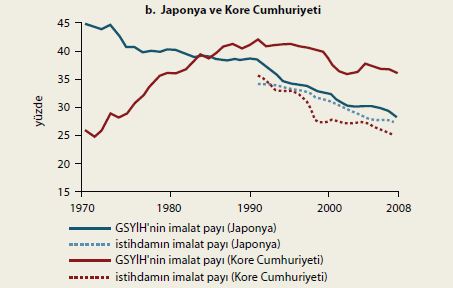 b. Japonya ve Kore Cumhuriyeti
45
40
35
30
25
20
15
yüzde
1970 1980 1990 2000 2008
GSYİH'nin imalat payı (Japonya)
istihdamın imalat payı (Japonya)
GSYİH'nin imalat payı (Kore Cumhuriyeti)
istihdamın imalat payı (Kore Cumhuriyeti)